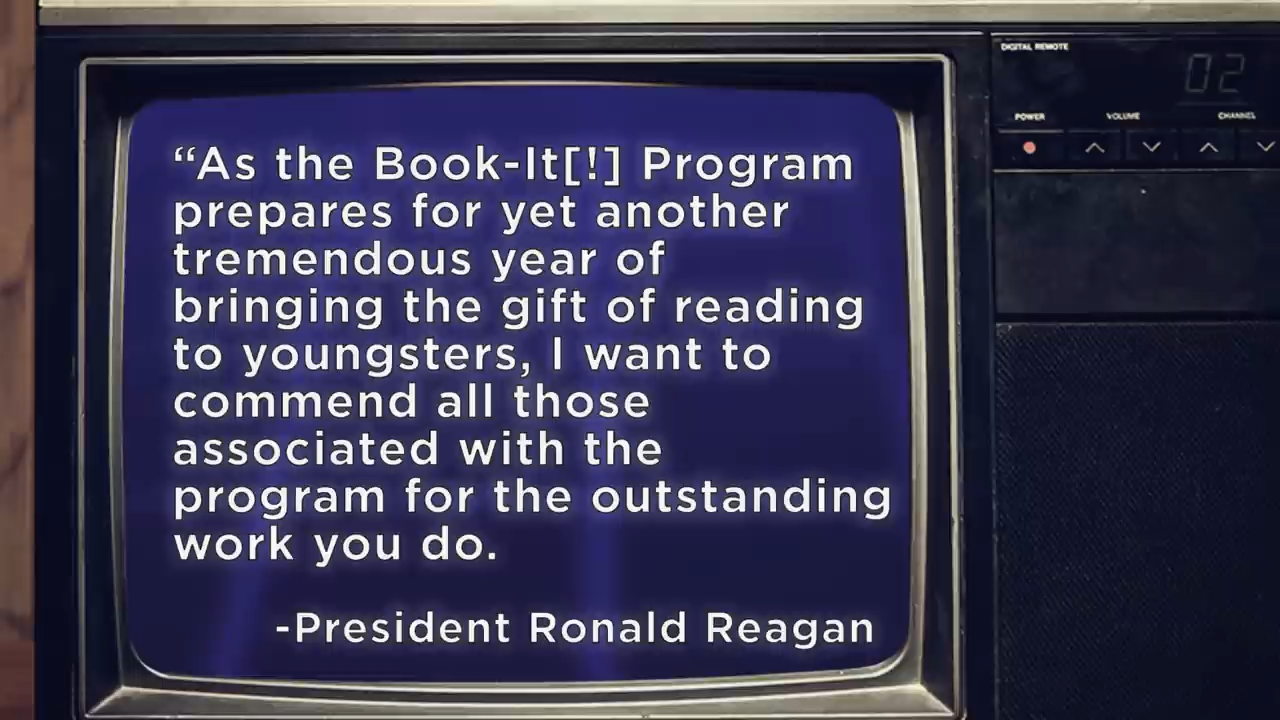 “As the Book-It[!] Program
prepares for yet another
tremendous year of
bringing the gift of reading
to youngsters, I want to
commend all those
associated with the
program for the outstanding
work you do.
-President Ronald Reagan
DIGITAL REMOTE
02
POWER VOLUME CHANNEL